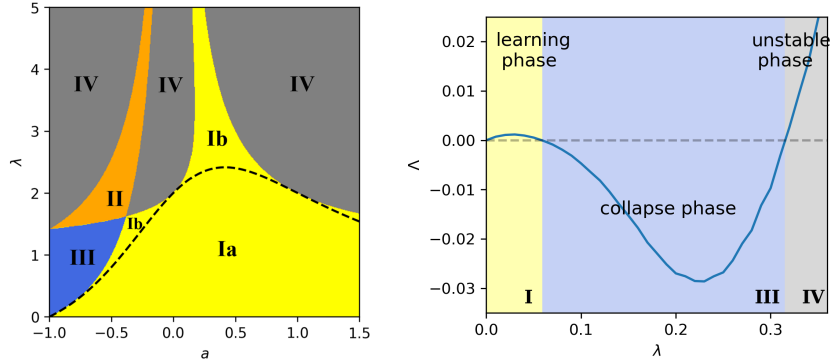 5
4
3
2
1
0
λ
IV
IV
IV
Ib
II
Ib
III
Ia
−1.0
−0.5
0.0
0.5
1.0
1.5
a
0.02
0.01
0.00
−0.01
−0.02
−0.03
Λ
learning
phase
unstable
phase
collapse phase
I
III
IV
0.0
0.1
0.2
0.3
λ